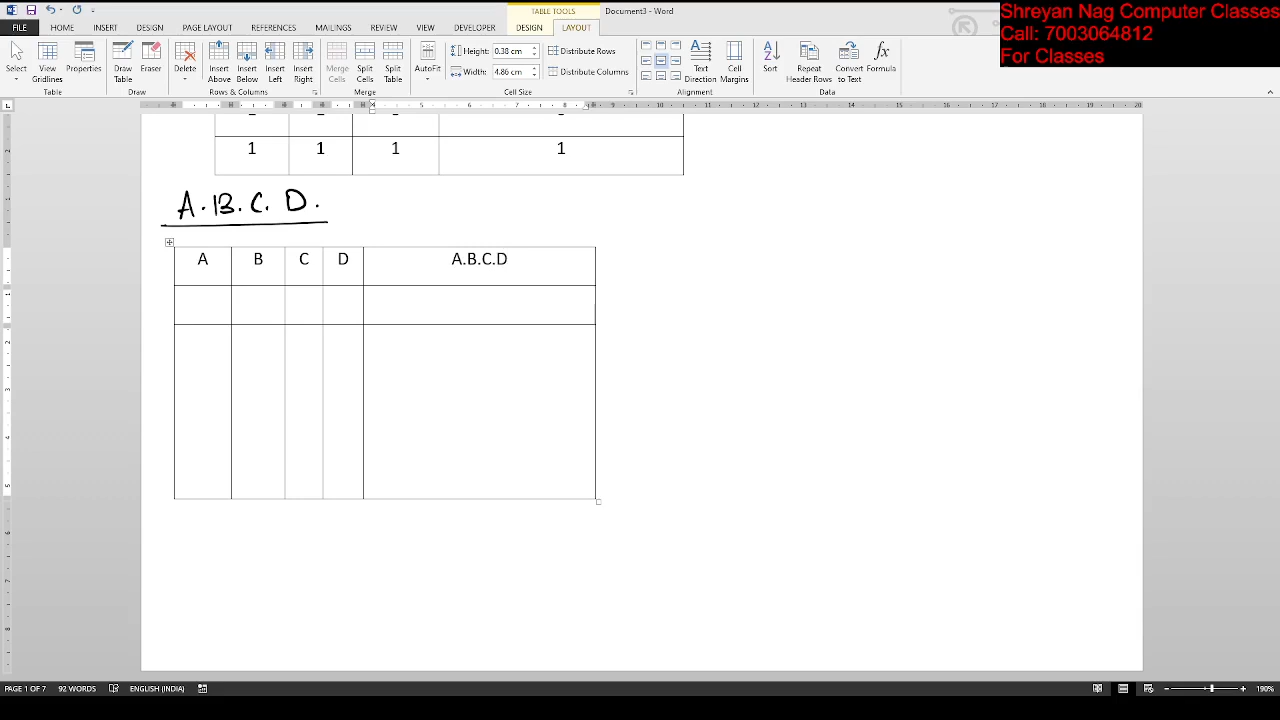 TABLE TOOLS
Document3 - Word
FILE HOME INSERT DESIGN PAGE LAYOUT REFERENCES MAILINGS REVIEW VIEW DEVELOPER DESIGN LAYOUT
Shreyan Nag Computer Classes
Call: 7003064812
For Classes
Select View Gridlines Properties Draw Table Eraser Delete Insert Above Insert Below Insert Left Insert Right Merge Cells Split Cells Split Table AutoFit Height: 0.38 cm Width: 4.86 cm Distribute Rows Distribute Columns Text Direction Cell Margins Sort Repeat Header Rows Convert to Text Formula
Table Draw Rows & Columns Merge Cell Size Alignment Data
1 1 1 1
A.B.C.D.
A B C D A.B.C.D
PAGE 1 OF 7 92 WORDS ENGLISH (INDIA) 190%